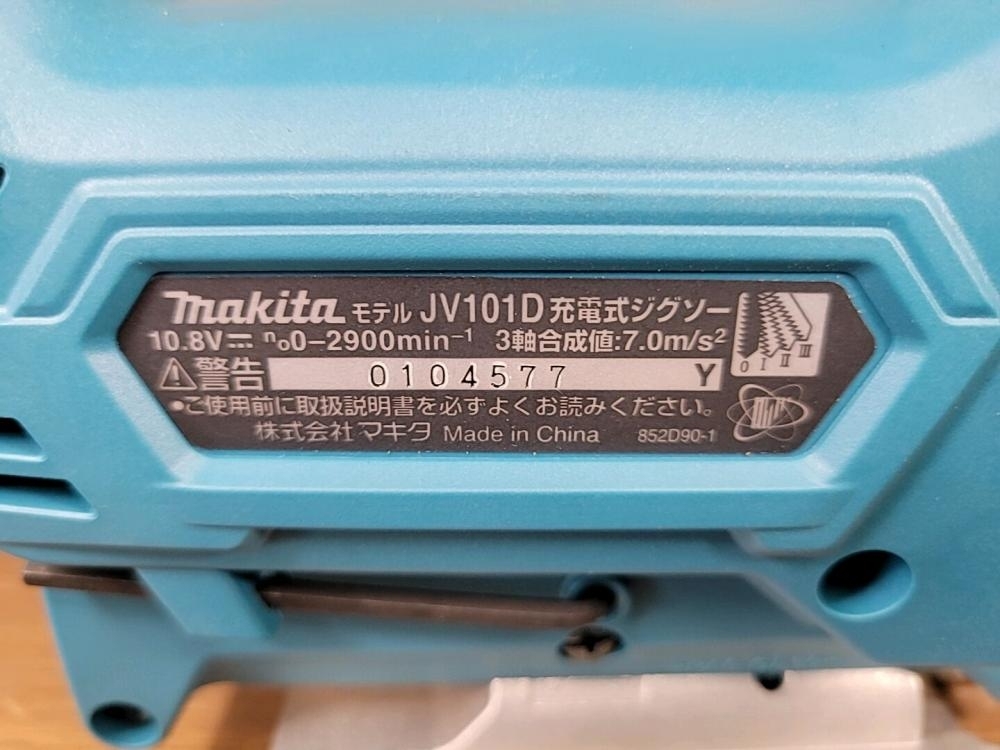 makita モデル JV101D 充電式ジグソー
10.8V⎓ n₀0-2900min⁻¹ 3軸合成値:7.0m/s²
0 I II III
⚠警告 0104577 Y
•ご使用前に取扱説明書を必ずよくお読みください。
株式会社 マキタ Made in China 852D90-1